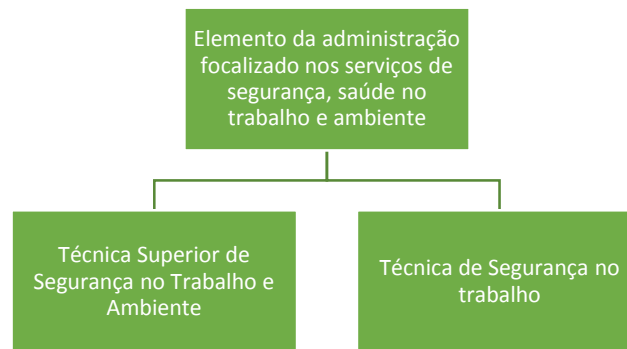 Elemento da administração
focalizado nos serviços de
segurança, saúde no
trabalho e ambiente
Técnica Superior de
Segurança no Trabalho e
Ambiente
Técnica de Segurança no
trabalho